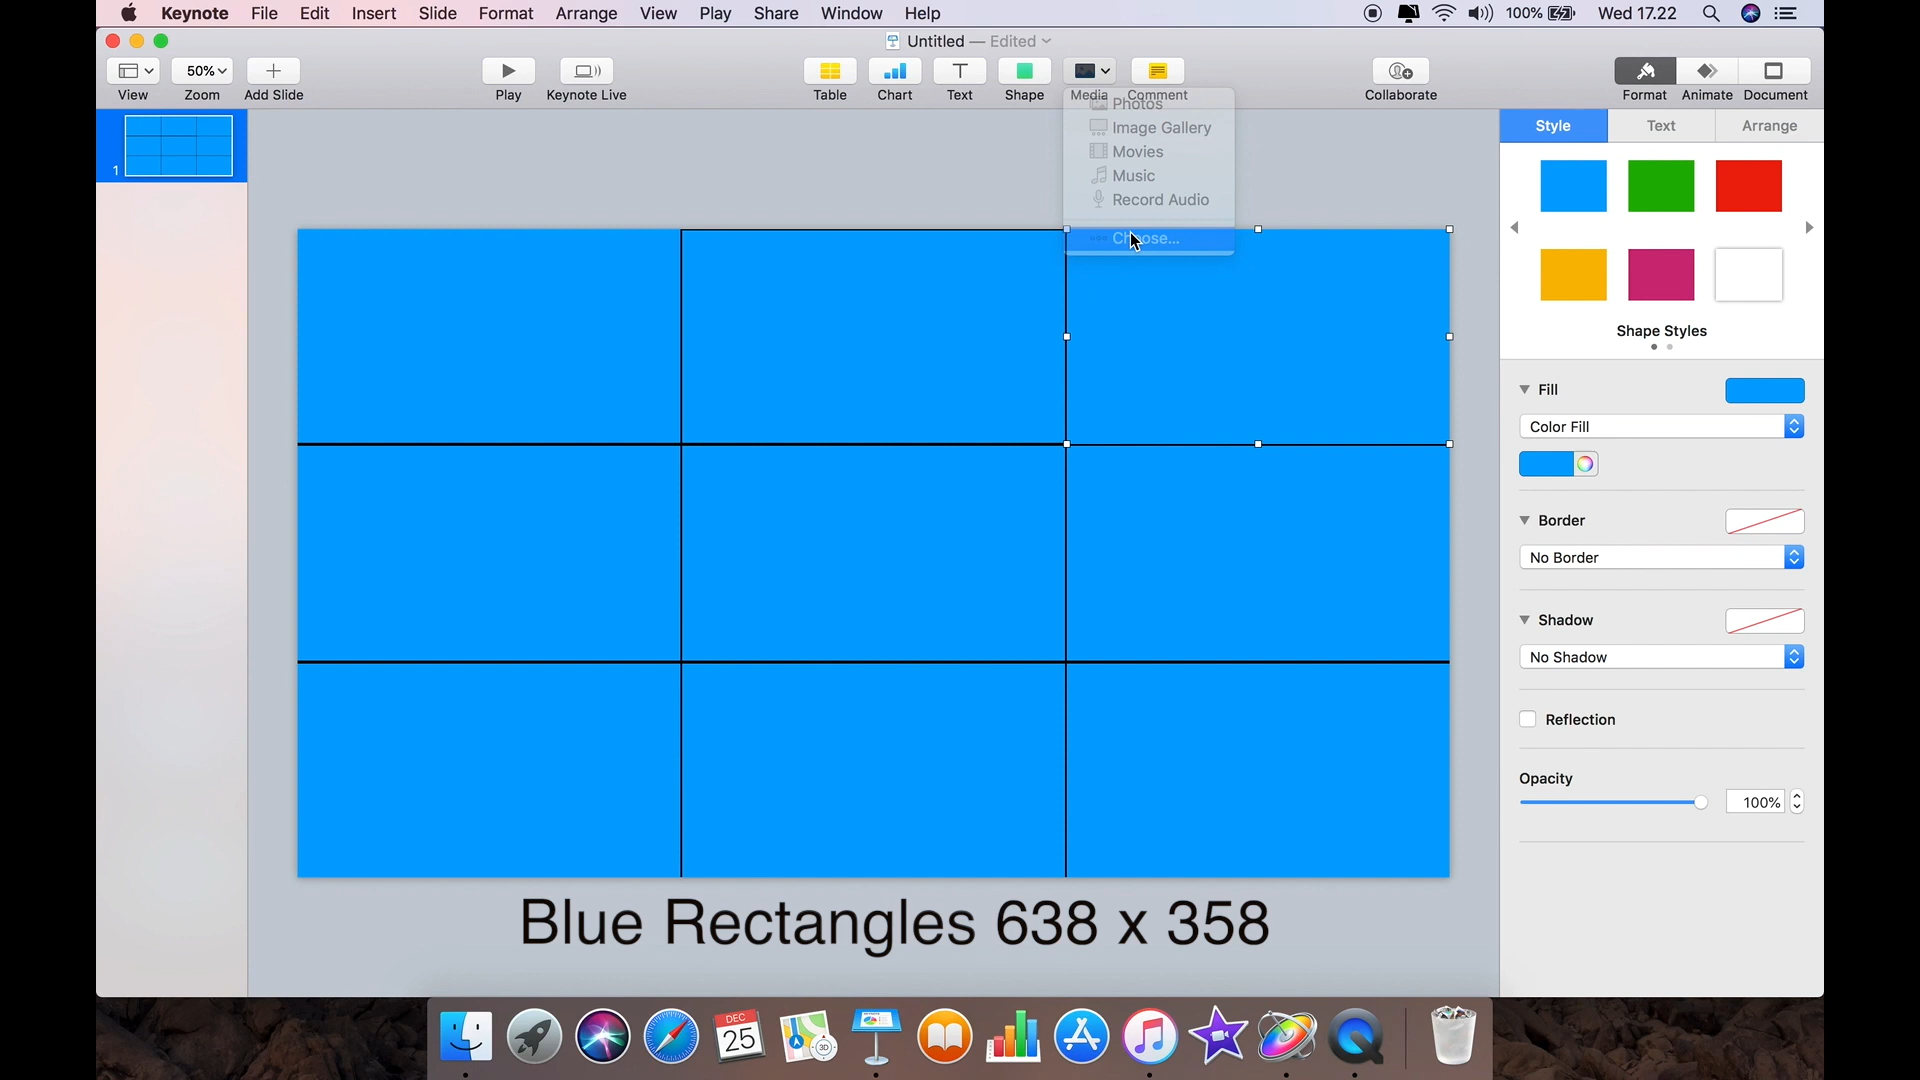 Keynote File Edit Insert Slide Format Arrange View Play Share Window Help 100% Wed 17.22
Untitled — Edited
50%
View Zoom Add Slide Play Keynote Live Table Chart Text Shape Media Comment Collaborate Format Animate Document
Photos
Image Gallery
Movies
Music
Record Audio
Choose...
1
Style Text Arrange
Shape Styles
Fill
Color Fill
Border
No Border
Shadow
No Shadow
Reflection
Opacity
100%
Blue Rectangles 638 x 358
DEC
25
3D